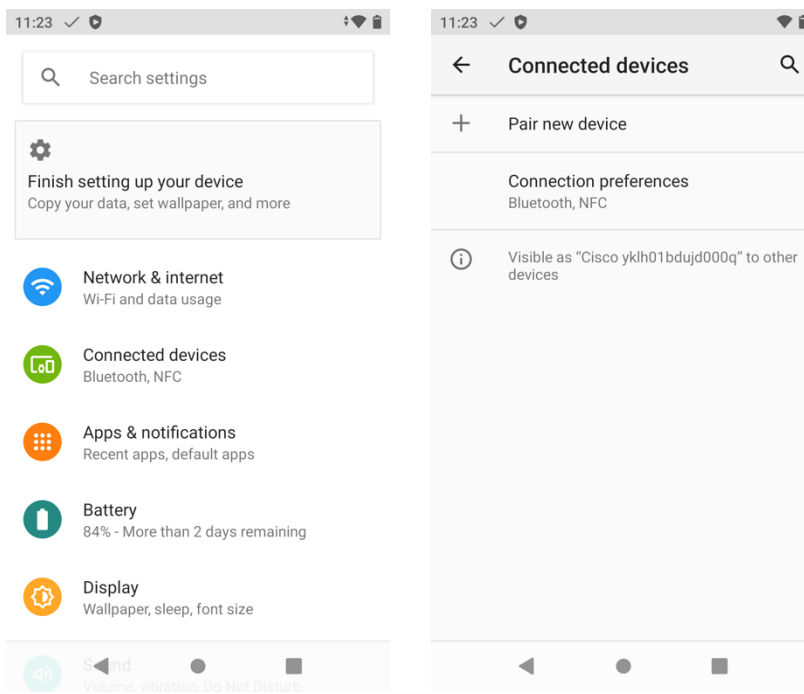 11:23
Search settings
Finish setting up your device
Copy your data, set wallpaper, and more
Network & internet
Wi-Fi and data usage
Connected devices
Bluetooth, NFC
Apps & notifications
Recent apps, default apps
Battery
84% - More than 2 days remaining
Display
Wallpaper, sleep, font size
Sound
Volume, vibration, Do Not Disturb
11:23
Connected devices
Pair new device
Connection preferences
Bluetooth, NFC
Visible as “Cisco yklh01bdujd000q” to other
devices